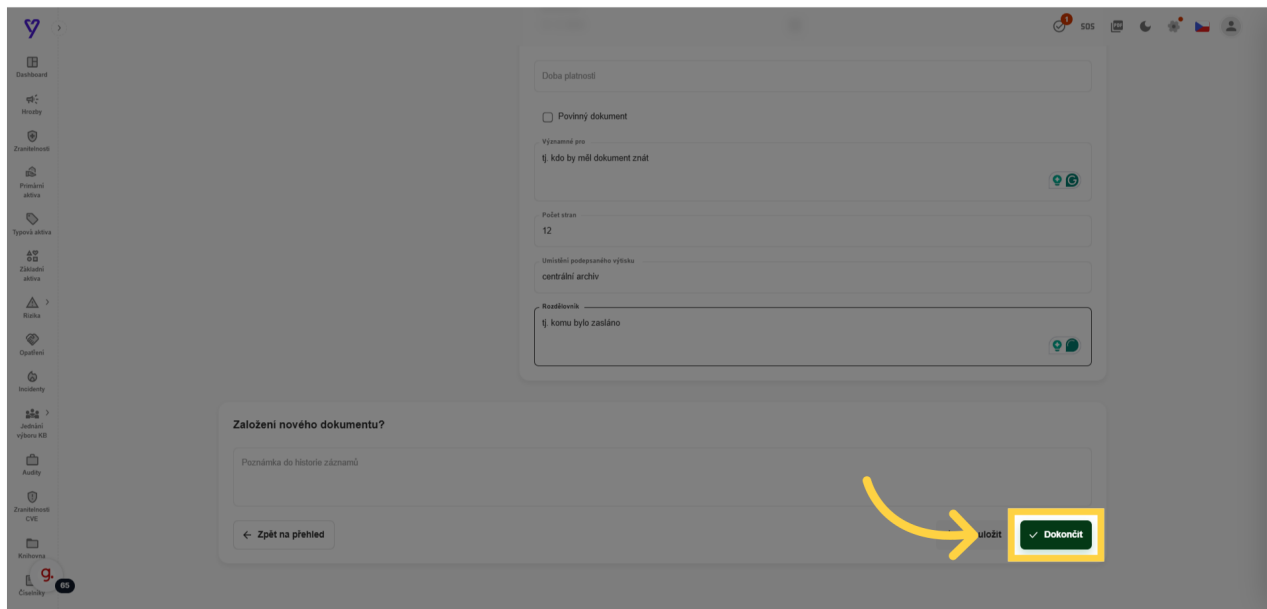 1
SOS
Dashboard
Hrozby
Zranitelnosti
Primární
aktiva
Typová aktiva
Základní
aktiva
Rizika
Opatření
Incidenty
Jednání
výboru KB
Audity
Zranitelnosti
CVE
Knihovna
g.
65
Číselníky
Doba platnosti
Povinný dokument
Významné pro
tj. kdo by měl dokument znát
Počet stran
12
Umístění podepsaného výtisku
centrální archiv
Rozdělovník
tj. komu bylo zasláno
Založení nového dokumentu?
Poznámka do historie záznamů
Zpět na přehled
uložit
Dokončit